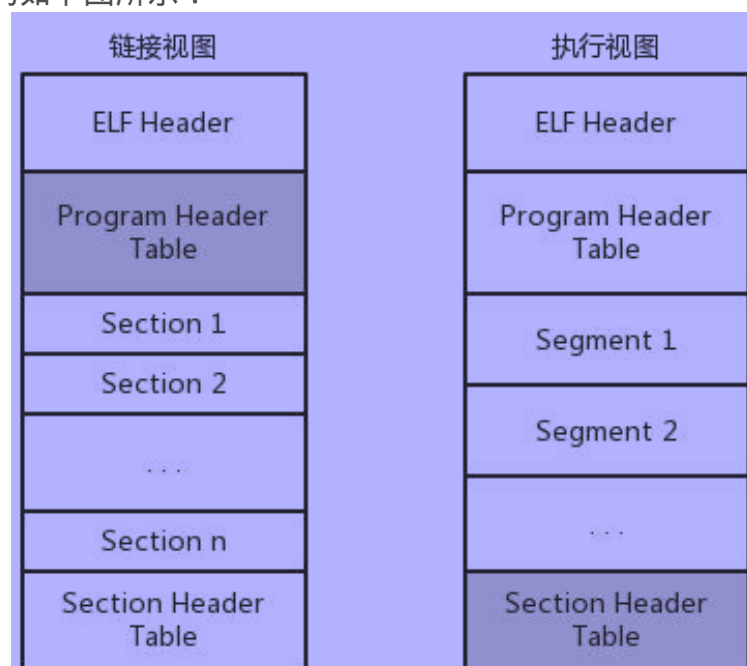 链接视图
ELF Header
Program Header
Table
Section 1
Section 2
...
Section n
Section Header
Table
执行视图
ELF Header
Program Header
Table
Segment 1
Segment 2
...
Section Header
Table